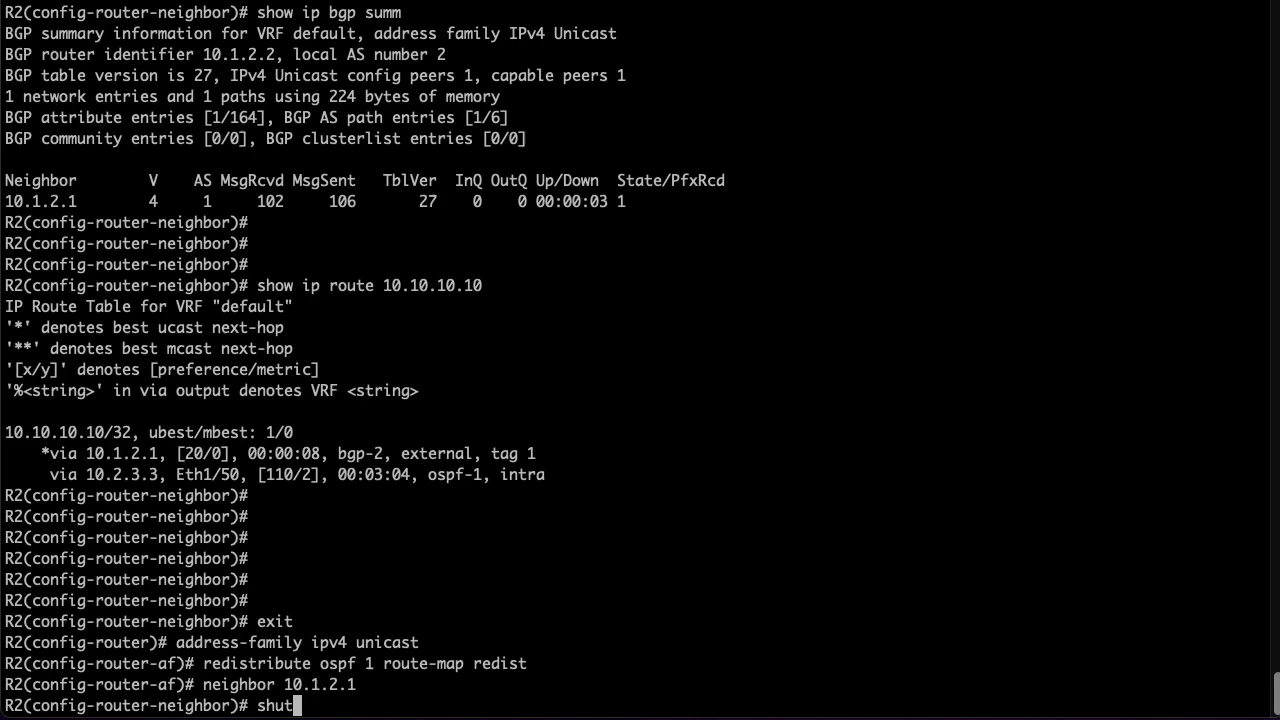 R2(config-router-neighbor)# show ip bgp summ
BGP summary information for VRF default, address family IPv4 Unicast
BGP router identifier 10.1.2.2, local AS number 2
BGP table version is 27, IPv4 Unicast config peers 1, capable peers 1
1 network entries and 1 paths using 224 bytes of memory
BGP attribute entries [1/164], BGP AS path entries [1/6]
BGP community entries [0/0], BGP clusterlist entries [0/0]

Neighbor        V    AS MsgRcvd MsgSent   TblVer  InQ OutQ Up/Down  State/PfxRcd
10.1.2.1        4     1     102     106       27    0    0 00:00:03 1
R2(config-router-neighbor)#
R2(config-router-neighbor)#
R2(config-router-neighbor)#
R2(config-router-neighbor)# show ip route 10.10.10.10
IP Route Table for VRF "default"
'*' denotes best ucast next-hop
'**' denotes best mcast next-hop
'[x/y]' denotes [preference/metric]
'%<string>' in via output denotes VRF <string>

10.10.10.10/32, ubest/mbest: 1/0
    *via 10.1.2.1, [20/0], 00:00:08, bgp-2, external, tag 1
     via 10.2.3.3, Eth1/50, [110/2], 00:03:04, ospf-1, intra
R2(config-router-neighbor)#
R2(config-router-neighbor)#
R2(config-router-neighbor)#
R2(config-router-neighbor)#
R2(config-router-neighbor)#
R2(config-router-neighbor)#
R2(config-router-neighbor)# exit
R2(config-router)# address-family ipv4 unicast
R2(config-router-af)# redistribute ospf 1 route-map redist
R2(config-router-af)# neighbor 10.1.2.1
R2(config-router-neighbor)# shut